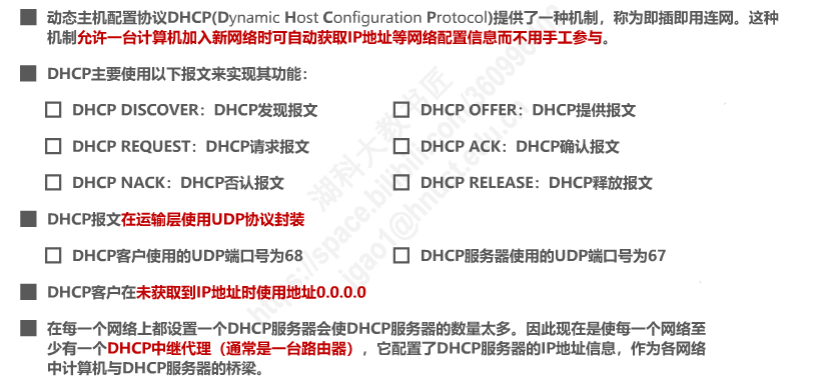 动态主机配置协议DHCP(Dynamic Host Configuration Protocol)提供了一种机制，称为即插即用连网。这种
机制允许一台计算机加入新网络时可自动获取IP地址等网络配置信息而不用手工参与。
DHCP主要使用以下报文来实现其功能：
DHCP DISCOVER：DHCP发现报文
DHCP OFFER：DHCP提供报文
DHCP REQUEST：DHCP请求报文
DHCP ACK：DHCP确认报文
DHCP NACK：DHCP否认报文
DHCP RELEASE：DHCP释放报文
DHCP报文在运输层使用UDP协议封装
DHCP客户使用的UDP端口号为68
DHCP服务器使用的UDP端口号为67
DHCP客户在未获取到IP地址时使用地址0.0.0.0
在每一个网络上都设置一个DHCP服务器会使DHCP服务器的数量太多。因此现在是使每一个网络至
少有一个DHCP中继代理（通常是一台路由器），它配置了DHCP服务器的IP地址信息，作为各网络
中计算机与DHCP服务器的桥梁。
湖科大教书匠